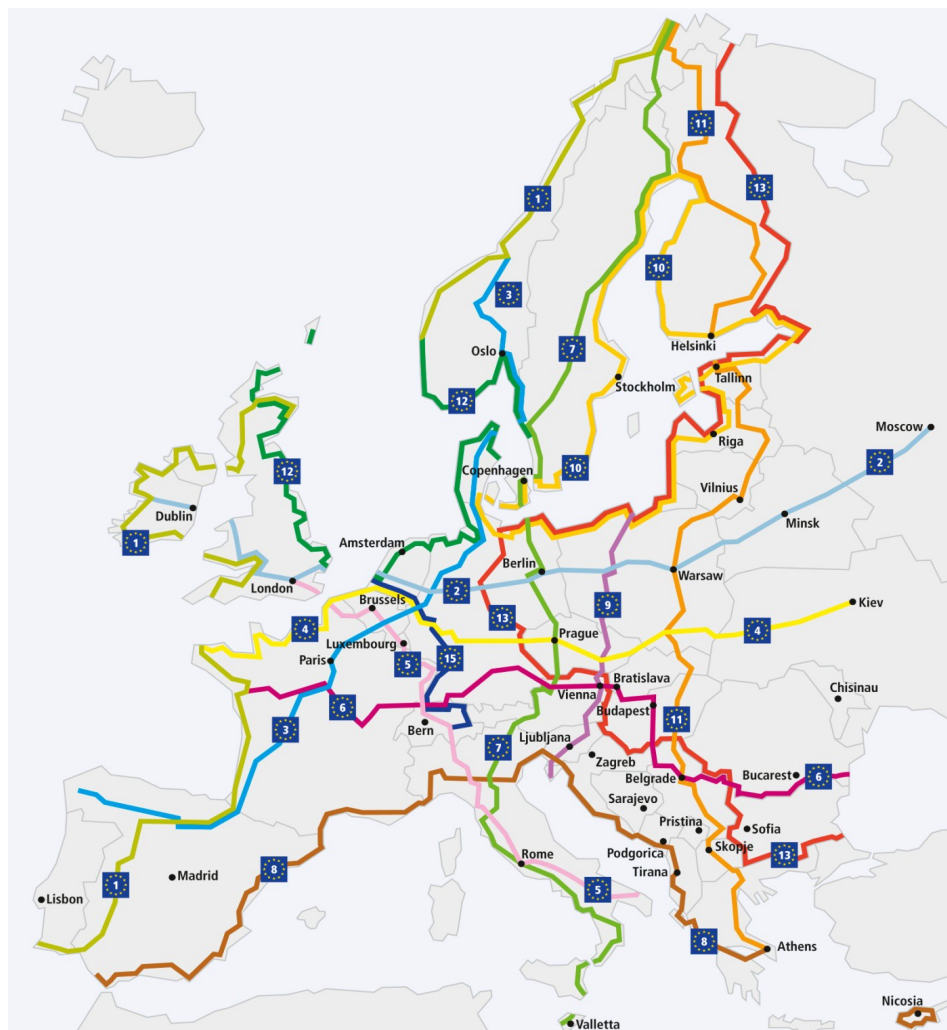 11
1
13
10
3
Oslo
7
Helsinki
Tallinn
Stockholm
12
Riga
Moscow
2
12
Copenhagen
10
Vilnius
Dublin
Minsk
1
Amsterdam
Berlin
Warsaw
London
2
Brussels
9
Kiev
4
13
4
Prague
Luxembourg
5
15
Paris
Vienna
Bratislava
Chisinau
6
Budapest
3
Bern
11
7
Ljubljana
Zagreb
Belgrade
Bucarest
6
Sarajevo
Pristina
Sofia
Podgorica
Skopje
13
Rome
8
Tirana
Madrid
1
5
Lisbon
8
Athens
Nicosia
Valletta